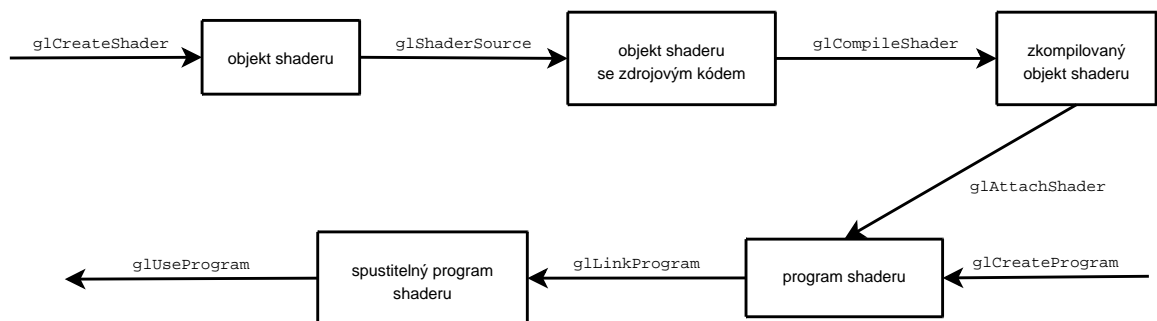 glCreateShader
objekt shaderu
glShaderSource
objekt shaderu
se zdrojovým kódem
glCompileShader
zkompilovaný
objekt shaderu
glAttachShader
glUseProgram
spustitelný program
shaderu
glLinkProgram
program shaderu
glCreateProgram